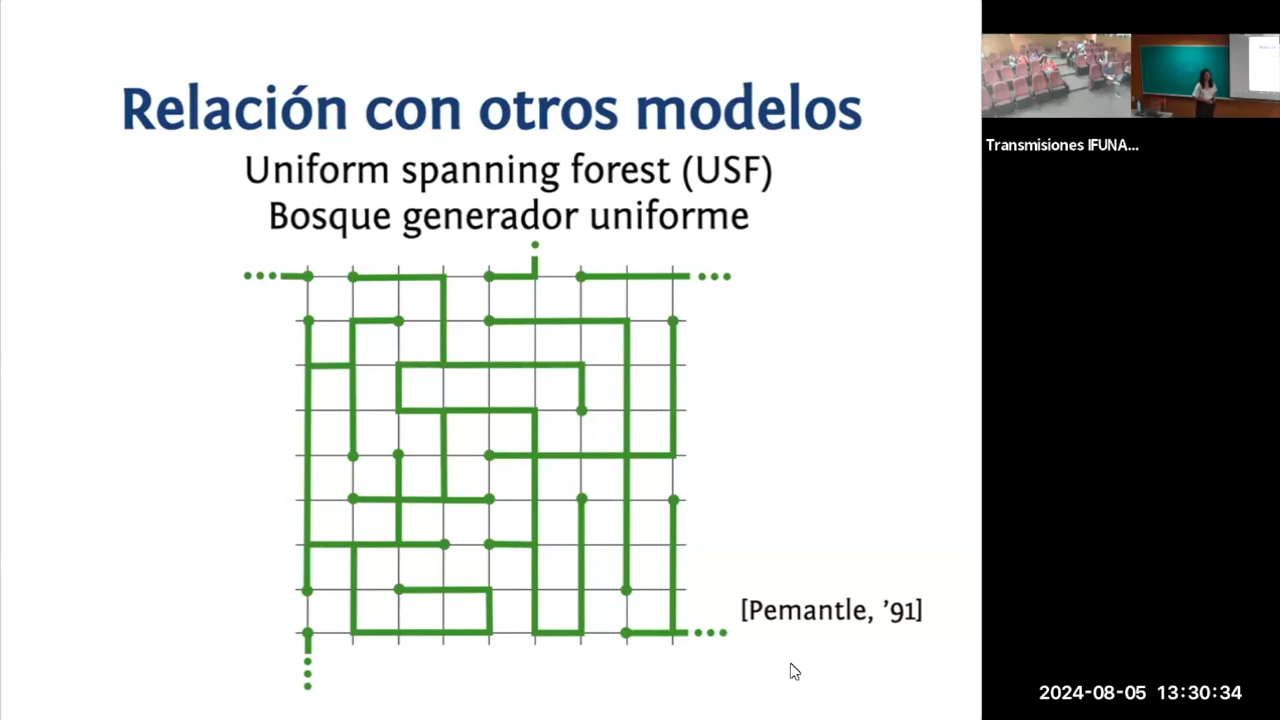 Relación con otros modelos
Uniform spanning forest (USF)
Bosque generador uniforme
[Pemantle, ’91]
Transmisiones IFUNA...
2024-08-05 13:30:34